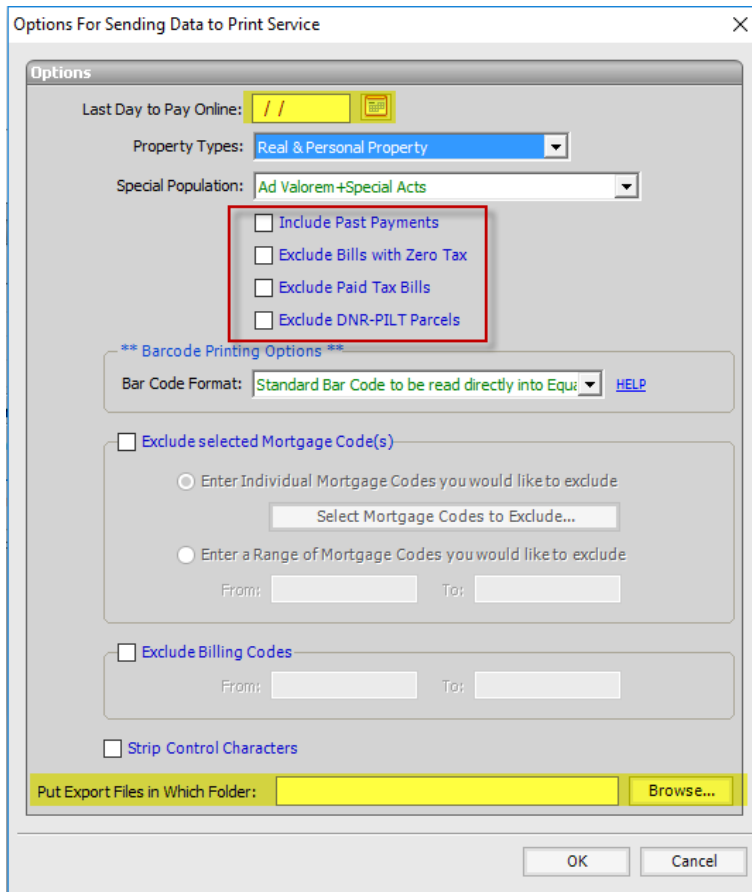 Options For Sending Data to Print Service
Options
Last Day to Pay Online: / /
Property Types: Real & Personal Property
Special Population: Ad Valorem+Special Acts
Include Past Payments
Exclude Bills with Zero Tax
Exclude Paid Tax Bills
Exclude DNR-PILT Parcels
** Barcode Printing Options **
Bar Code Format: Standard Bar Code to be read directly into Equa HELP
Exclude selected Mortgage Code(s)
Enter Individual Mortgage Codes you would like to exclude
Select Mortgage Codes to Exclude...
Enter a Range of Mortgage Codes you would like to exclude
From: To:
Exclude Billing Codes
From: To:
Strip Control Characters
Put Export Files in Which Folder: Browse...
OK Cancel